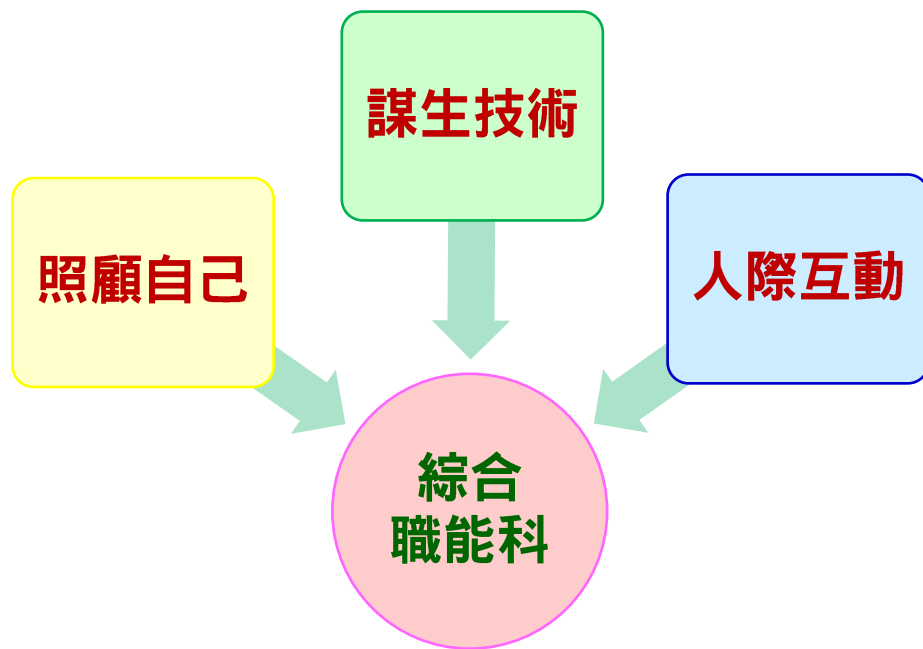 謀生技術
照顧自己
人際互動
綜合
職能科